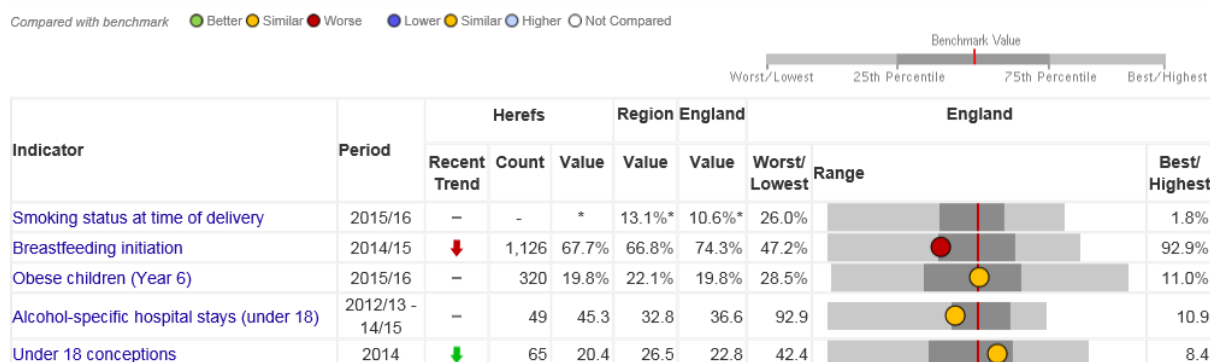 Compared with benchmark Better Similar Worse Lower Similar Higher Not Compared
Benchmark Value
Worst/Lowest 25th Percentile 75th Percentile Best/Highest
Herefs Region England England
Indicator Period Recent Trend Count Value Value Value Worst/ Lowest Range Best/ Highest
Smoking status at time of delivery 2015/16 – - * 13.1%* 10.6%* 26.0% 1.8%
Breastfeeding initiation 2014/15 1,126 67.7% 66.8% 74.3% 47.2% 92.9%
Obese children (Year 6) 2015/16 – 320 19.8% 22.1% 19.8% 28.5% 11.0%
Alcohol-specific hospital stays (under 18) 2012/13 - 14/15 – 49 45.3 32.8 36.6 92.9 10.9
Under 18 conceptions 2014 65 20.4 26.5 22.8 42.4 8.4